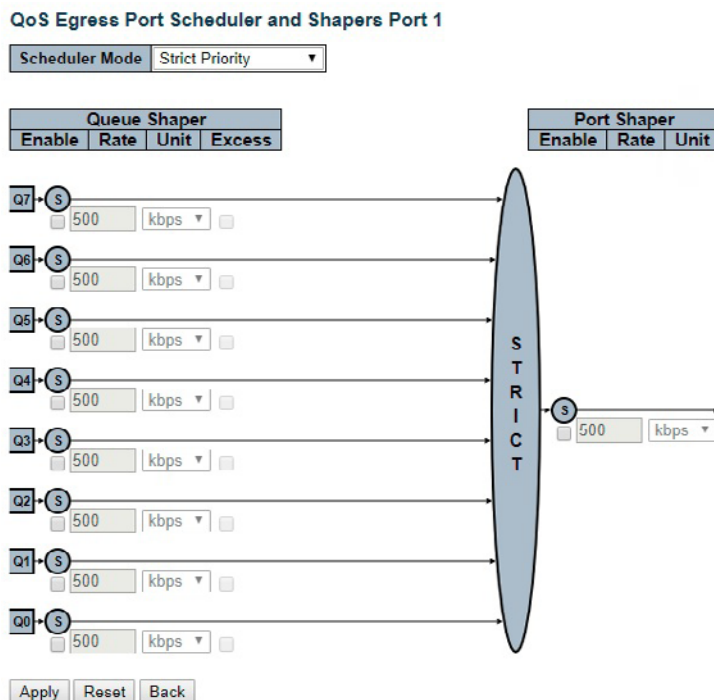 QoS Egress Port Scheduler and Shapers Port 1
Scheduler Mode Strict Priority
Queue Shaper Port Shaper
Enable Rate Unit Excess Enable Rate Unit
Q7 S
500 kbps
Q6 S
500 kbps
Q5 S
500 kbps
Q4 S
500 kbps
Q3 S
500 kbps
Q2 S
500 kbps
Q1 S
500 kbps
Q0 S
500 kbps
S
T
R
I
C
T
S
500 kbps
Apply Reset Back